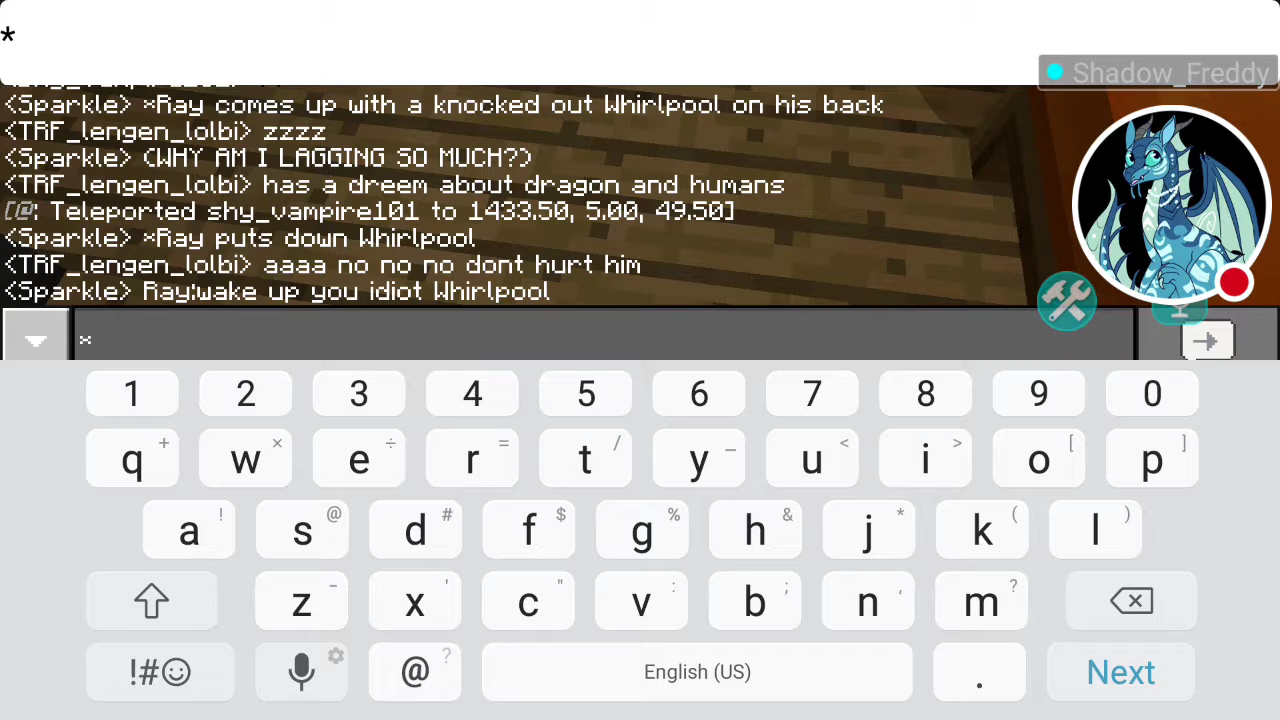 *
Shadow_Freddy
<Sparkle> *Ray comes up with a knocked out Whirlpool on his back
<TRF_lengen_lolbi> zzzz
<Sparkle> (WHY AM I LAGGING SO MUCH?)
<TRF_lengen_lolbi> has a dreem about dragon and humans
[@: Teleported shy_vampire101 to 1433.50, 5.00, 49.50]
<Sparkle> *Ray puts down Whirlpool
<TRF_lengen_lolbi> aaaa no no no dont hurt him
<Sparkle> Ray:wake up you idiot Whirlpool
*
1 2 3 4 5 6 7 8 9 0
q + w × e ÷ r = t / y _ u < i > o [ p ]
a ! s @ d # f $ g % h & j * k ( l )
z - x ' c " v : b ; n , m ?
!#☺ @ ? English (US) . Next